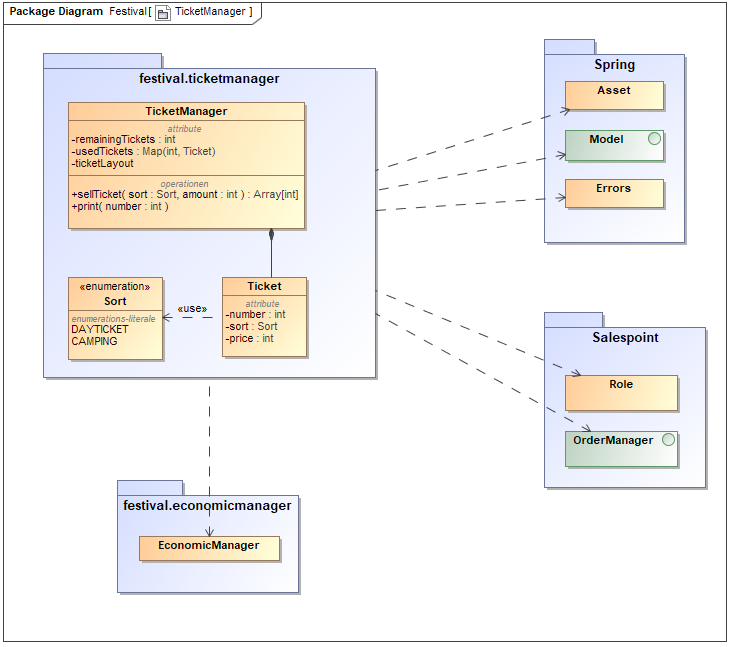 Package Diagram Festival[ TicketManager ]
festival.ticketmanager
TicketManager
attribute
-remainingTickets : int
-usedTickets : Map(int, Ticket)
-ticketLayout
operationen
+sellTicket( sort : Sort, amount : int ) : Array[int]
+print( number : int )
«enumeration»
Sort
enumerations-literale
DAYTICKET
CAMPING
«use»
Ticket
attribute
-number : int
-sort : Sort
-price : int
Spring
Asset
Model
Errors
Salespoint
Role
OrderManager
festival.economicmanager
EconomicManager